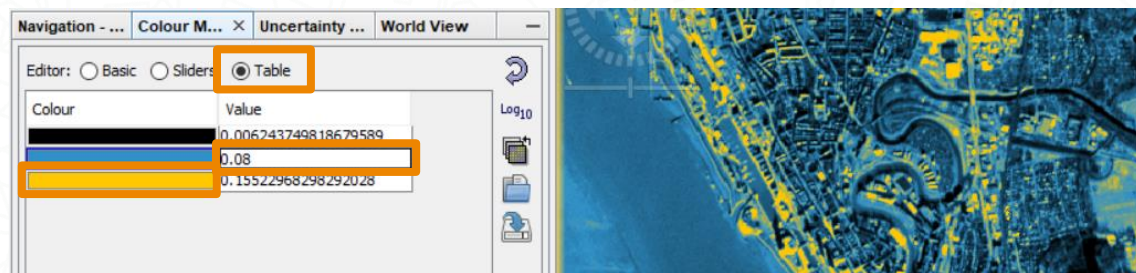 Navigation - ... Colour M... × Uncertainty ... World View
Editor: Basic Sliders Table
Colour Value
Log10
0.006243749818679589
0.08
0.15522968298292028